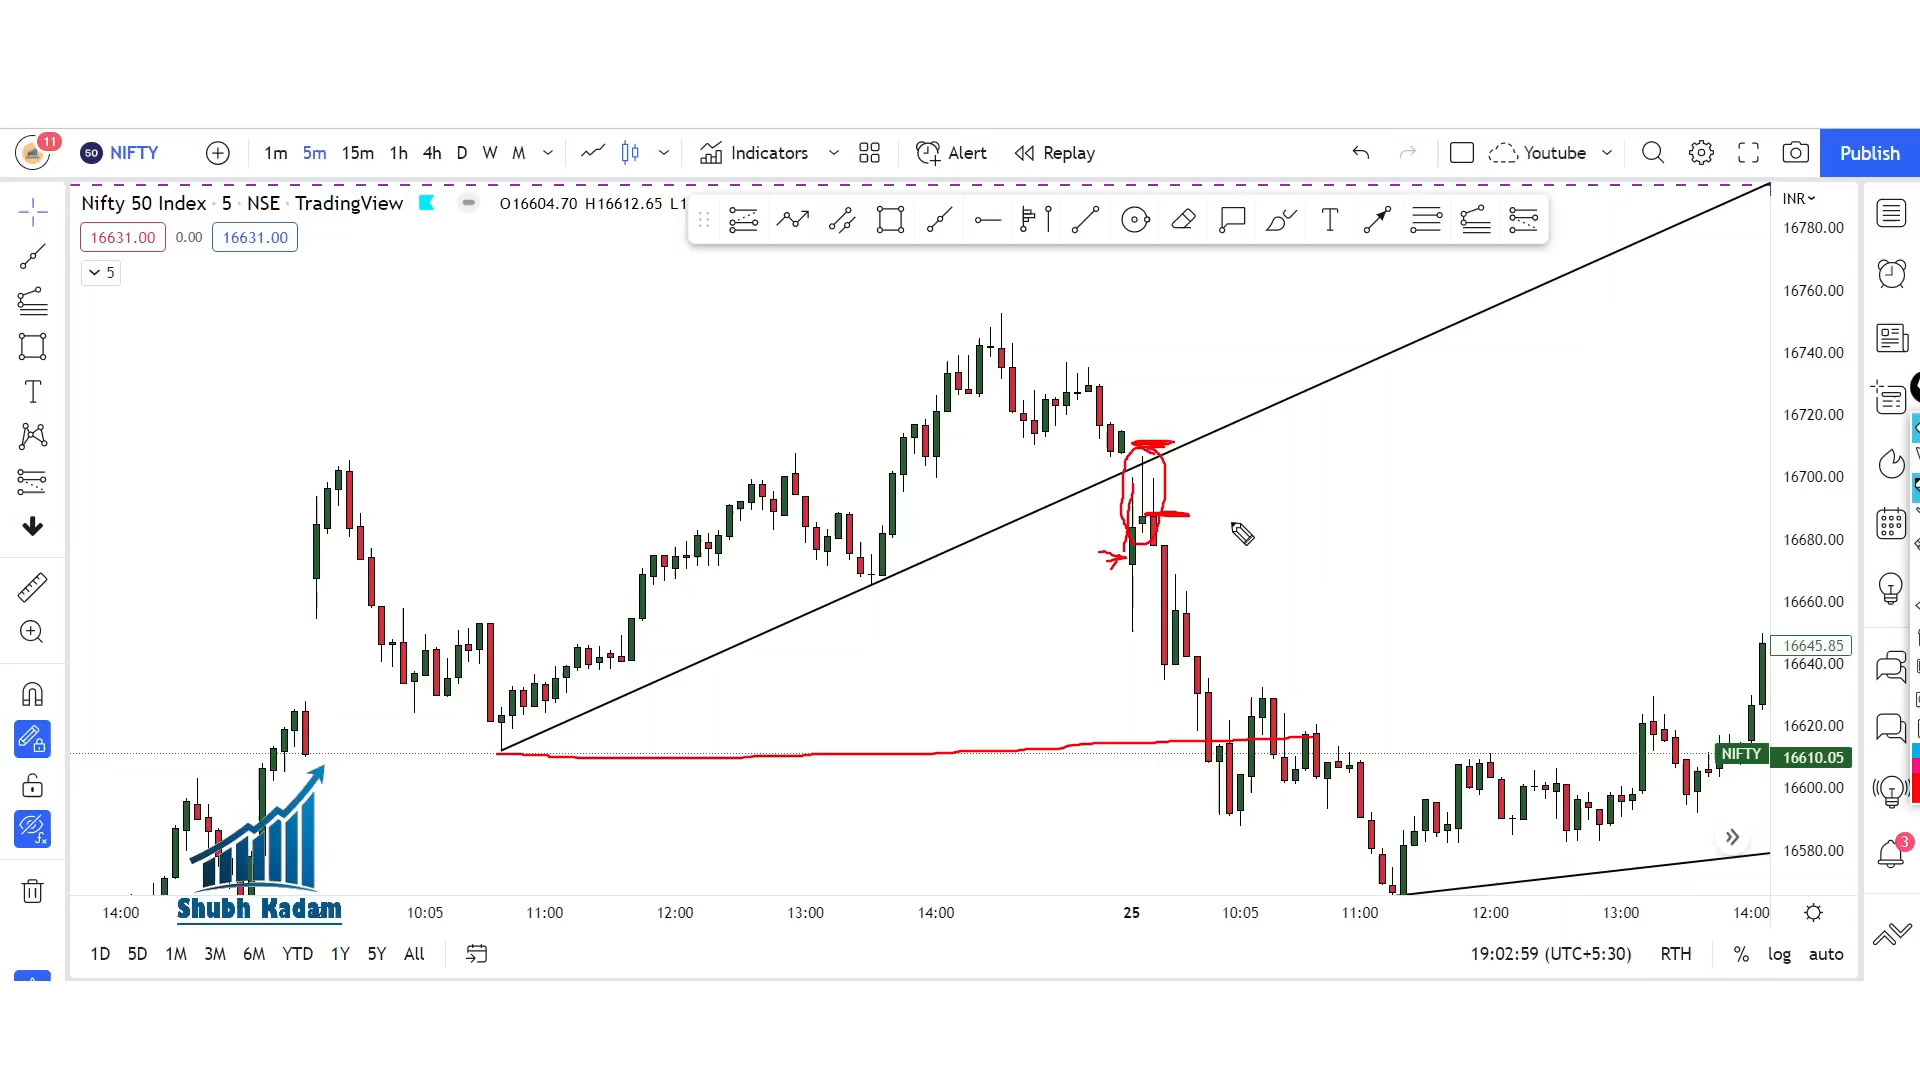 11
50 NIFTY
1m 5m 15m 1h 4h D W M
Indicators
Alert
Replay
Youtube
Publish
Nifty 50 Index · 5 · NSE · TradingView
O16604.70 H16612.65 L1
INR
16631.00 0.00 16631.00
5
16780.00
16760.00
16740.00
16720.00
16700.00
16680.00
16660.00
16645.85
16640.00
16620.00
NIFTY 16610.05
16600.00
16580.00
3
Shubh Kadam
14:00 10:05 11:00 12:00 13:00 14:00 25 10:05 11:00 12:00 13:00 14:00
1D 5D 1M 3M 6M YTD 1Y 5Y All
19:02:59 (UTC+5:30) RTH % log auto